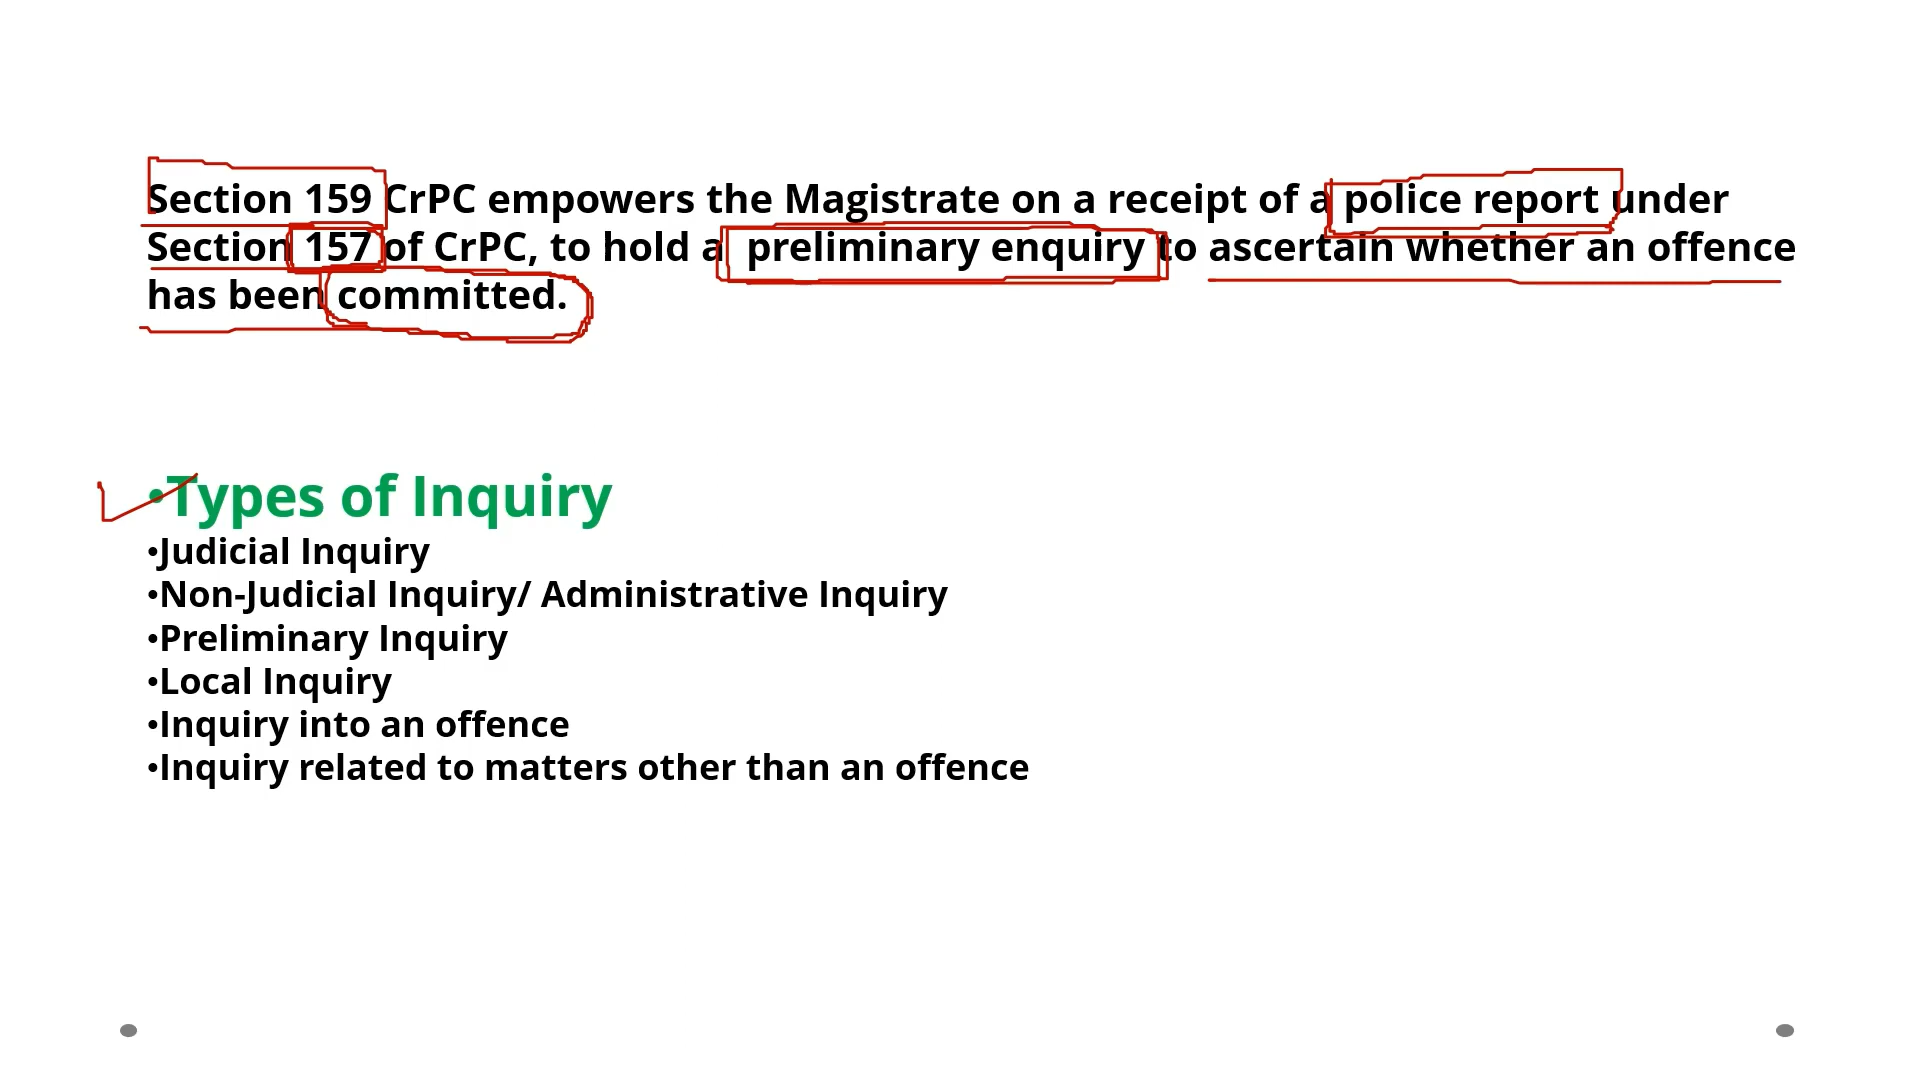 Section 159 CrPC empowers the Magistrate on a receipt of a police report under
Section 157 of CrPC, to hold a preliminary enquiry to ascertain whether an offence
has been committed.
•Types of Inquiry
•Judicial Inquiry
•Non-Judicial Inquiry/ Administrative Inquiry
•Preliminary Inquiry
•Local Inquiry
•Inquiry into an offence
•Inquiry related to matters other than an offence